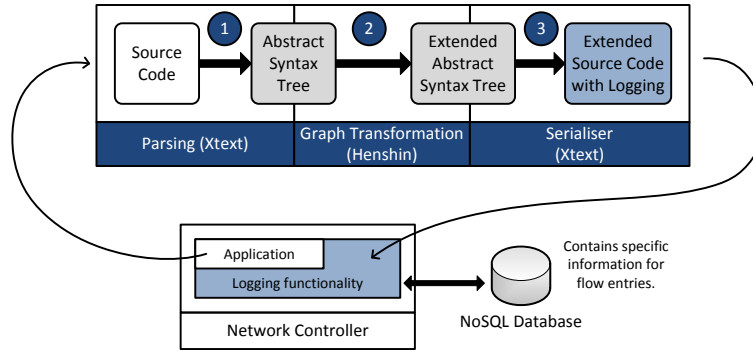 1
2
3
Source
Code
Abstract
Syntax
Tree
Extended
Abstract
Syntax Tree
Extended
Source Code
with Logging
Parsing (Xtext)
Graph Transformation
(Henshin)
Serialiser
(Xtext)
Application
Logging functionality
Network Controller
Contains specific
information for
flow entries.
NoSQL Database